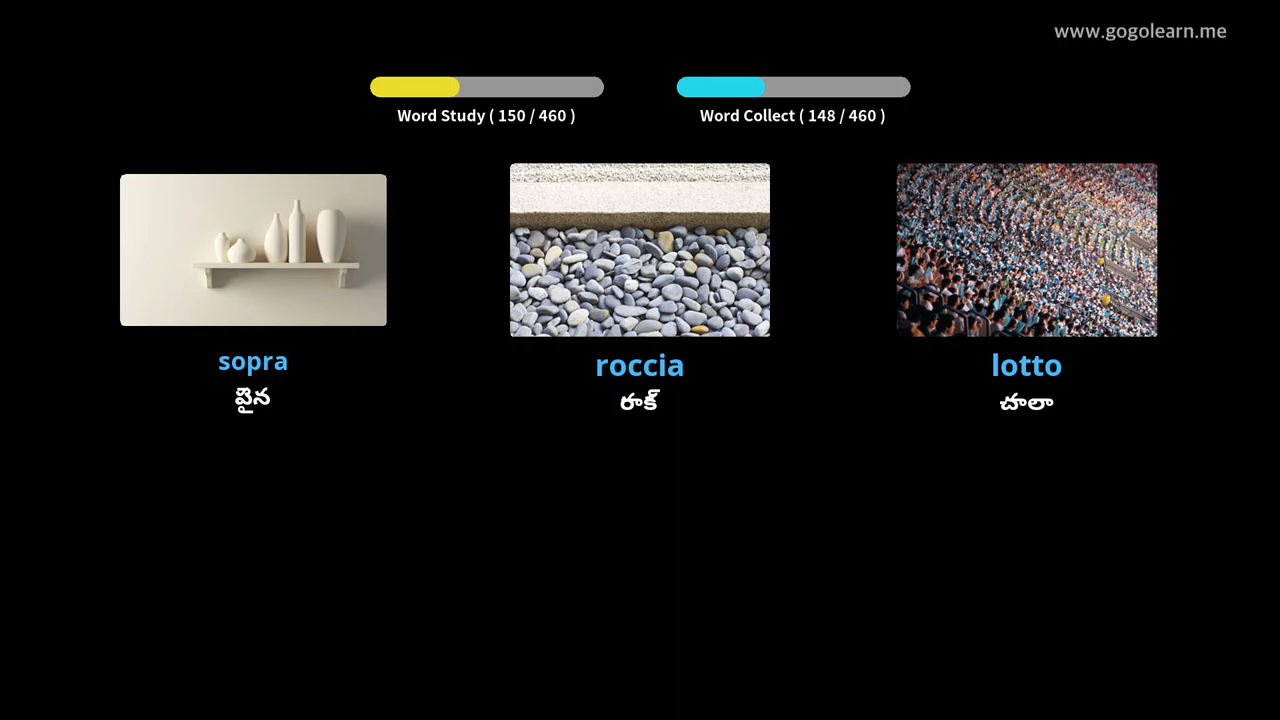 www.gogolearn.me
Word Study ( 150 / 460 )
Word Collect ( 148 / 460 )
sopra
పైన
roccia
రాక్
lotto
చాలా